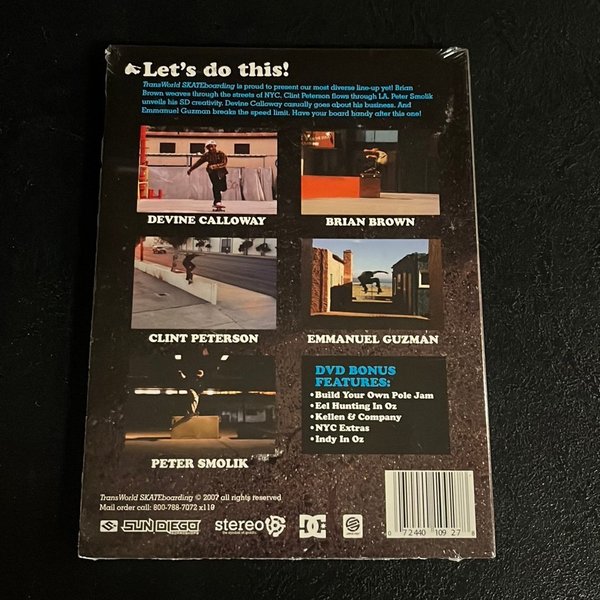 Let's do this!
TransWorld SKATEboarding is proud to present our most diverse line-up yet! Brian
Brown weaves through the streets of NYC. Clint Peterson flows through LA. Peter Smolik
unveils his SD creativity. Devine Calloway casually goes about his business. And
Emmanuel Guzman breaks the speed limit. Have your board handy after this one!
DEVINE CALLOWAY
BRIAN BROWN
CLINT PETERSON
EMMANUEL GUZMAN
PETER SMOLIK
DVD BONUS
FEATURES:
•Build Your Own Pole Jam
•Eel Hunting In Oz
•Kellen & Company
•NYC Extras
•Indy In Oz
TransWorld SKATEboarding © 2007 all rights reserved
Mail order call: 800-788-7072 x119
SUN DIEGO
stereo
DC
0 72440 10927 8